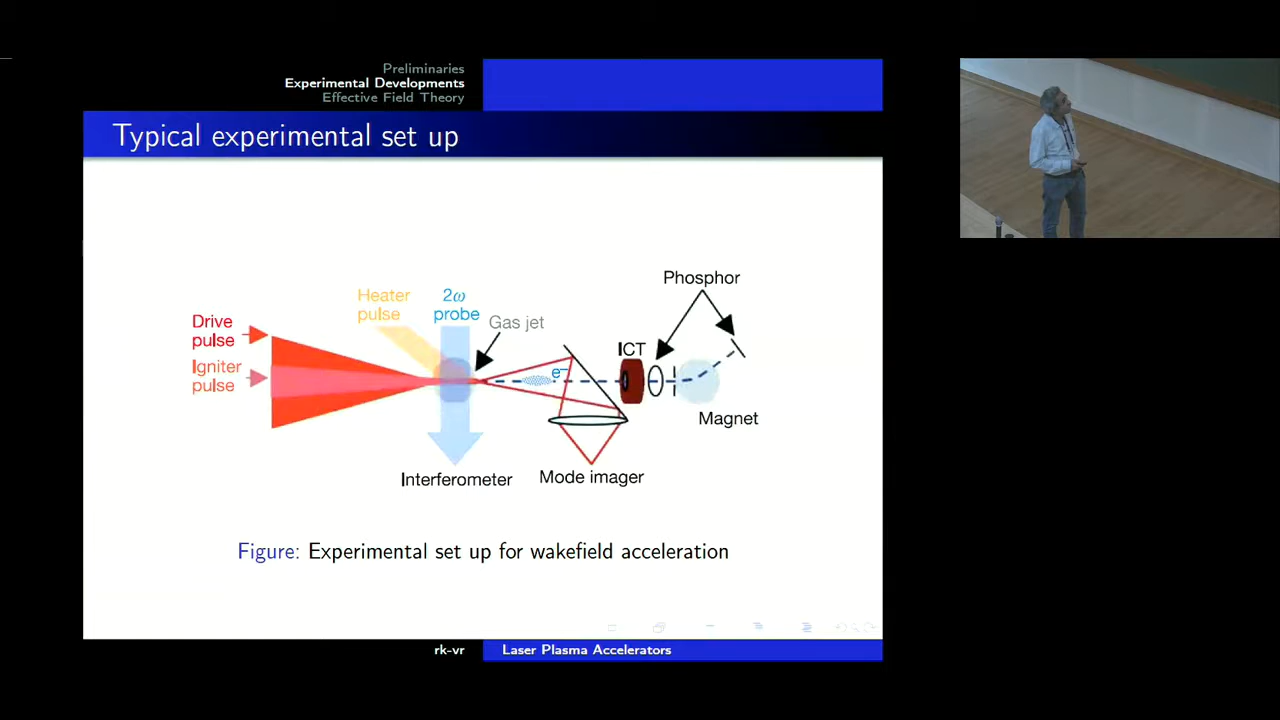 Preliminaries
Experimental Developments
Effective Field Theory
Typical experimental set up
Phosphor
Heater
pulse
2ω
probe
Gas jet
Drive
pulse
ICT
Igniter
pulse
e⁻
Magnet
Interferometer
Mode imager
Figure: Experimental set up for wakefield acceleration
rk-vr
Laser Plasma Accelerators